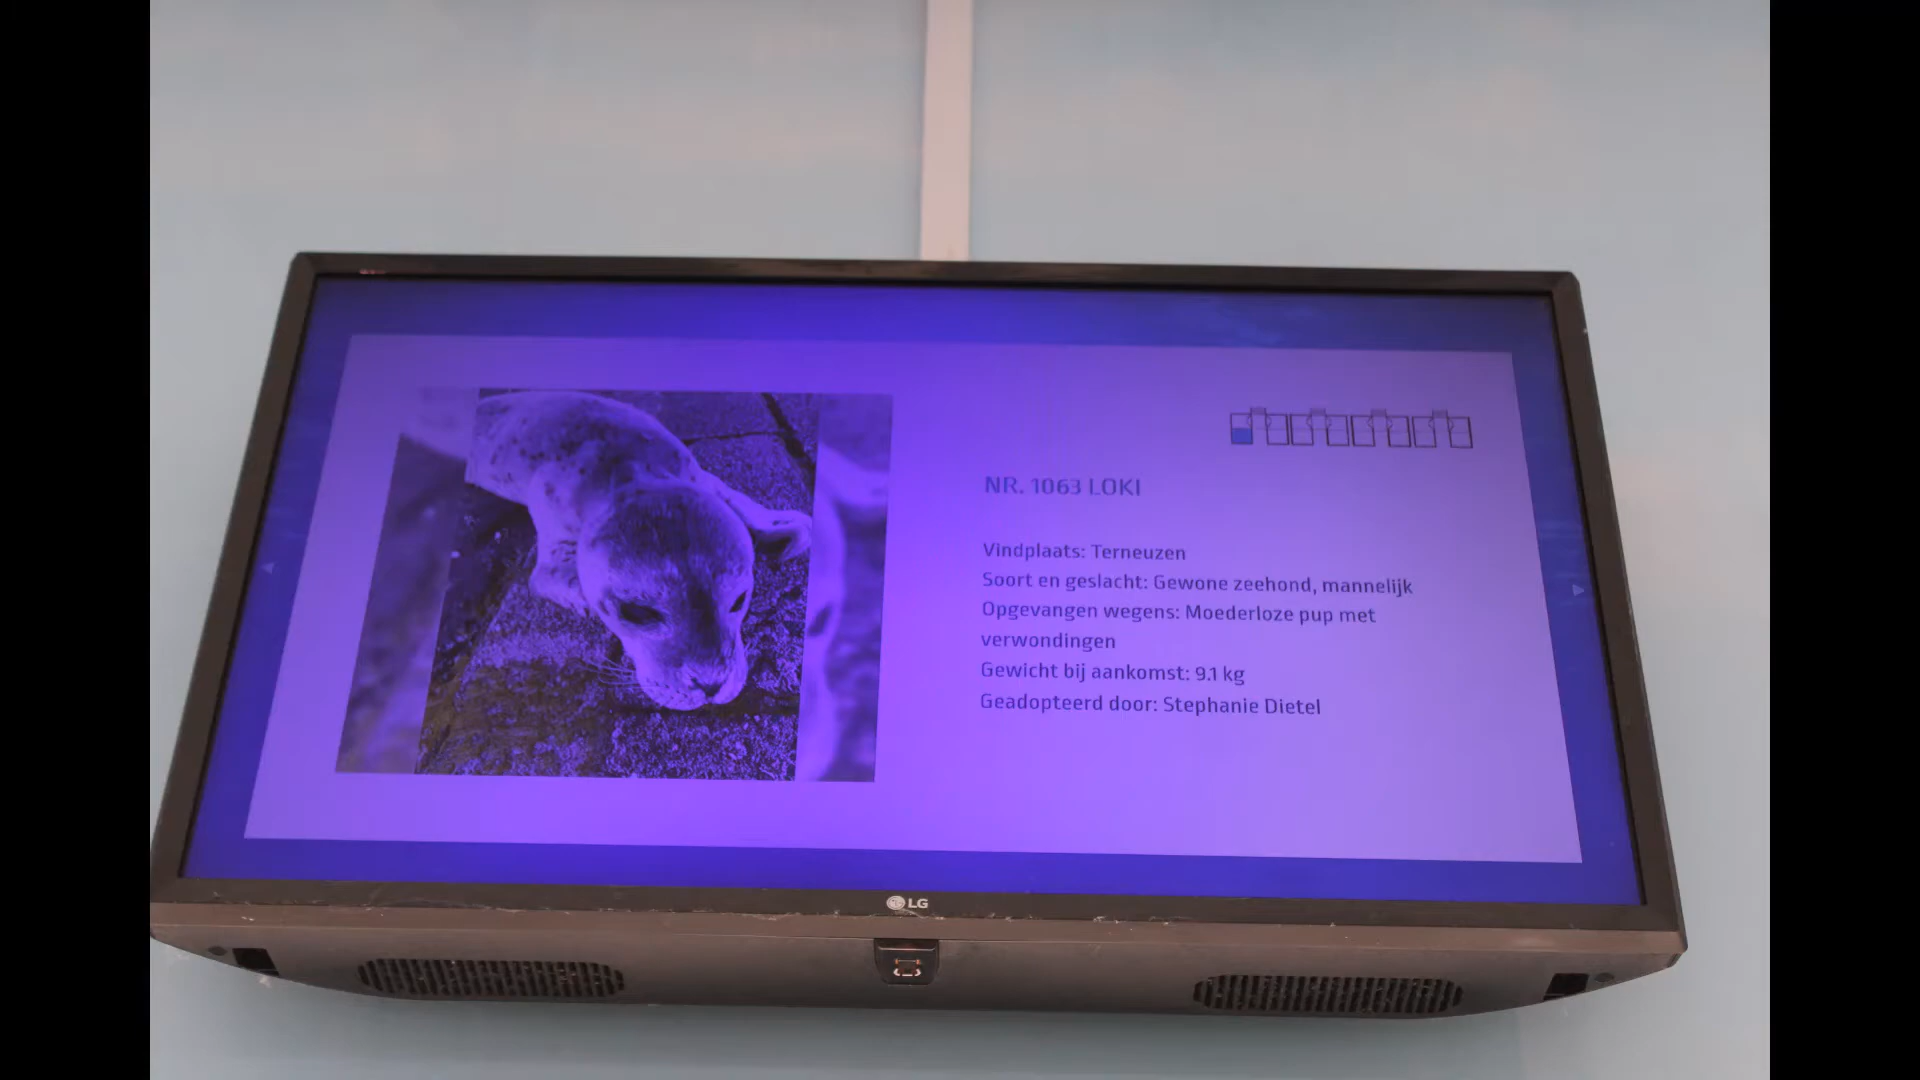 NR. 1063 LOKI
Vindplaats: Terneuzen
Soort en geslacht: Gewone zeehond, mannelijk
Opgevangen wegens: Moederloze pup met
verwondingen
Gewicht bij aankomst: 9.1 kg
Geadopteerd door: Stephanie Dietel
LG